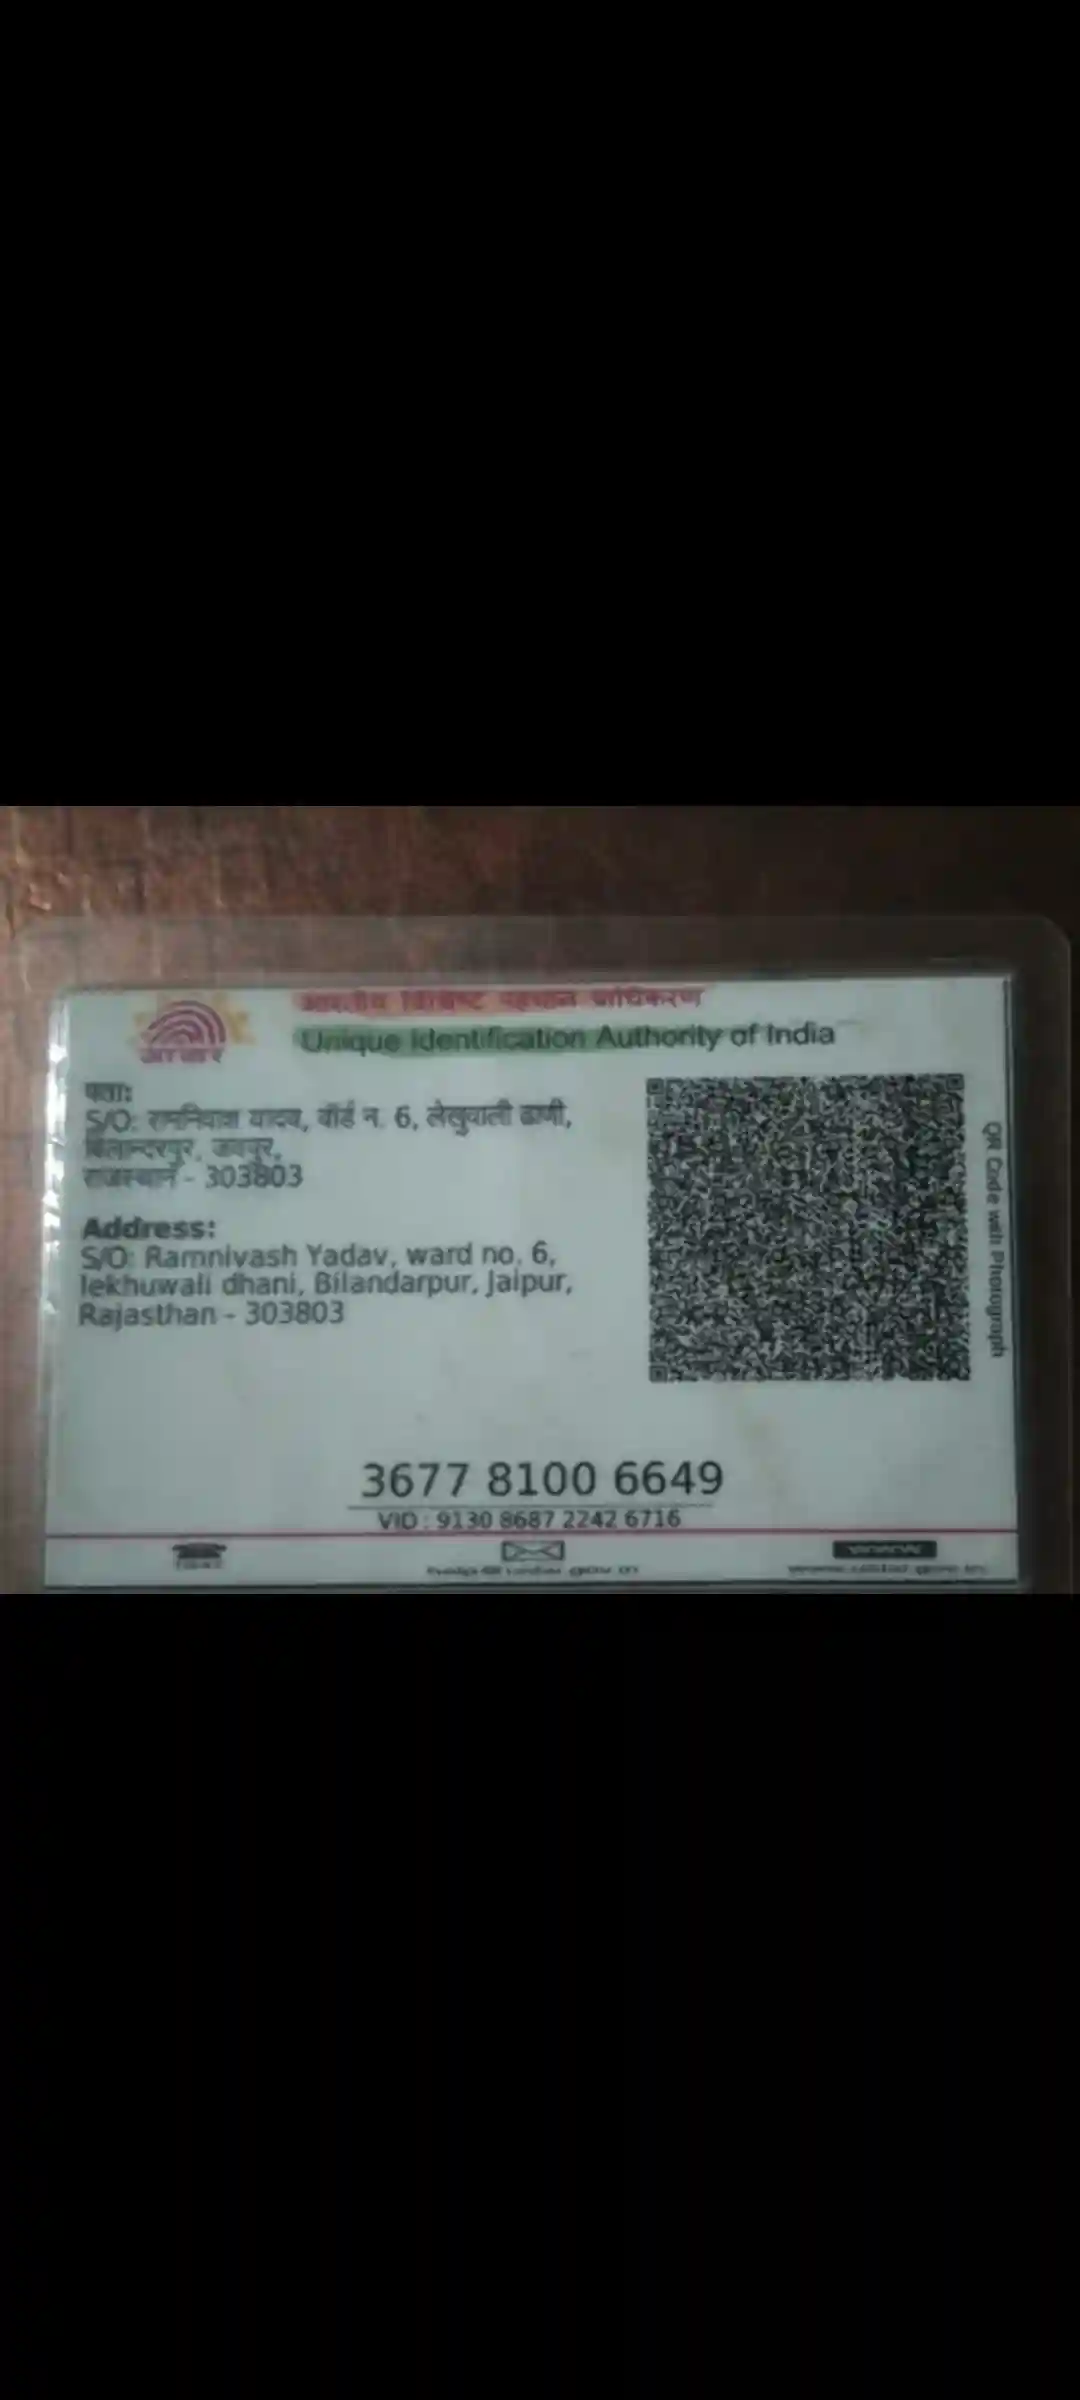 भारतीय विशिष्ट पहचान प्राधिकरण
Unique Identification Authority of India
आधार
पता:
S/O: रामनिवाश यादव, वॉर्ड न. 6, लेखुवाली ढाणी,
बिलान्दरपुर, जयपुर,
राजस्थान - 303803
Address:
S/O: Ramnivash Yadav, ward no. 6,
lekhuwali dhani, Bilandarpur, Jaipur,
Rajasthan - 303803
QR Code with Photograph
3677 8100 6649
VID : 9130 8687 2242 6716
help@uidai.gov.in
www.uidai.gov.in